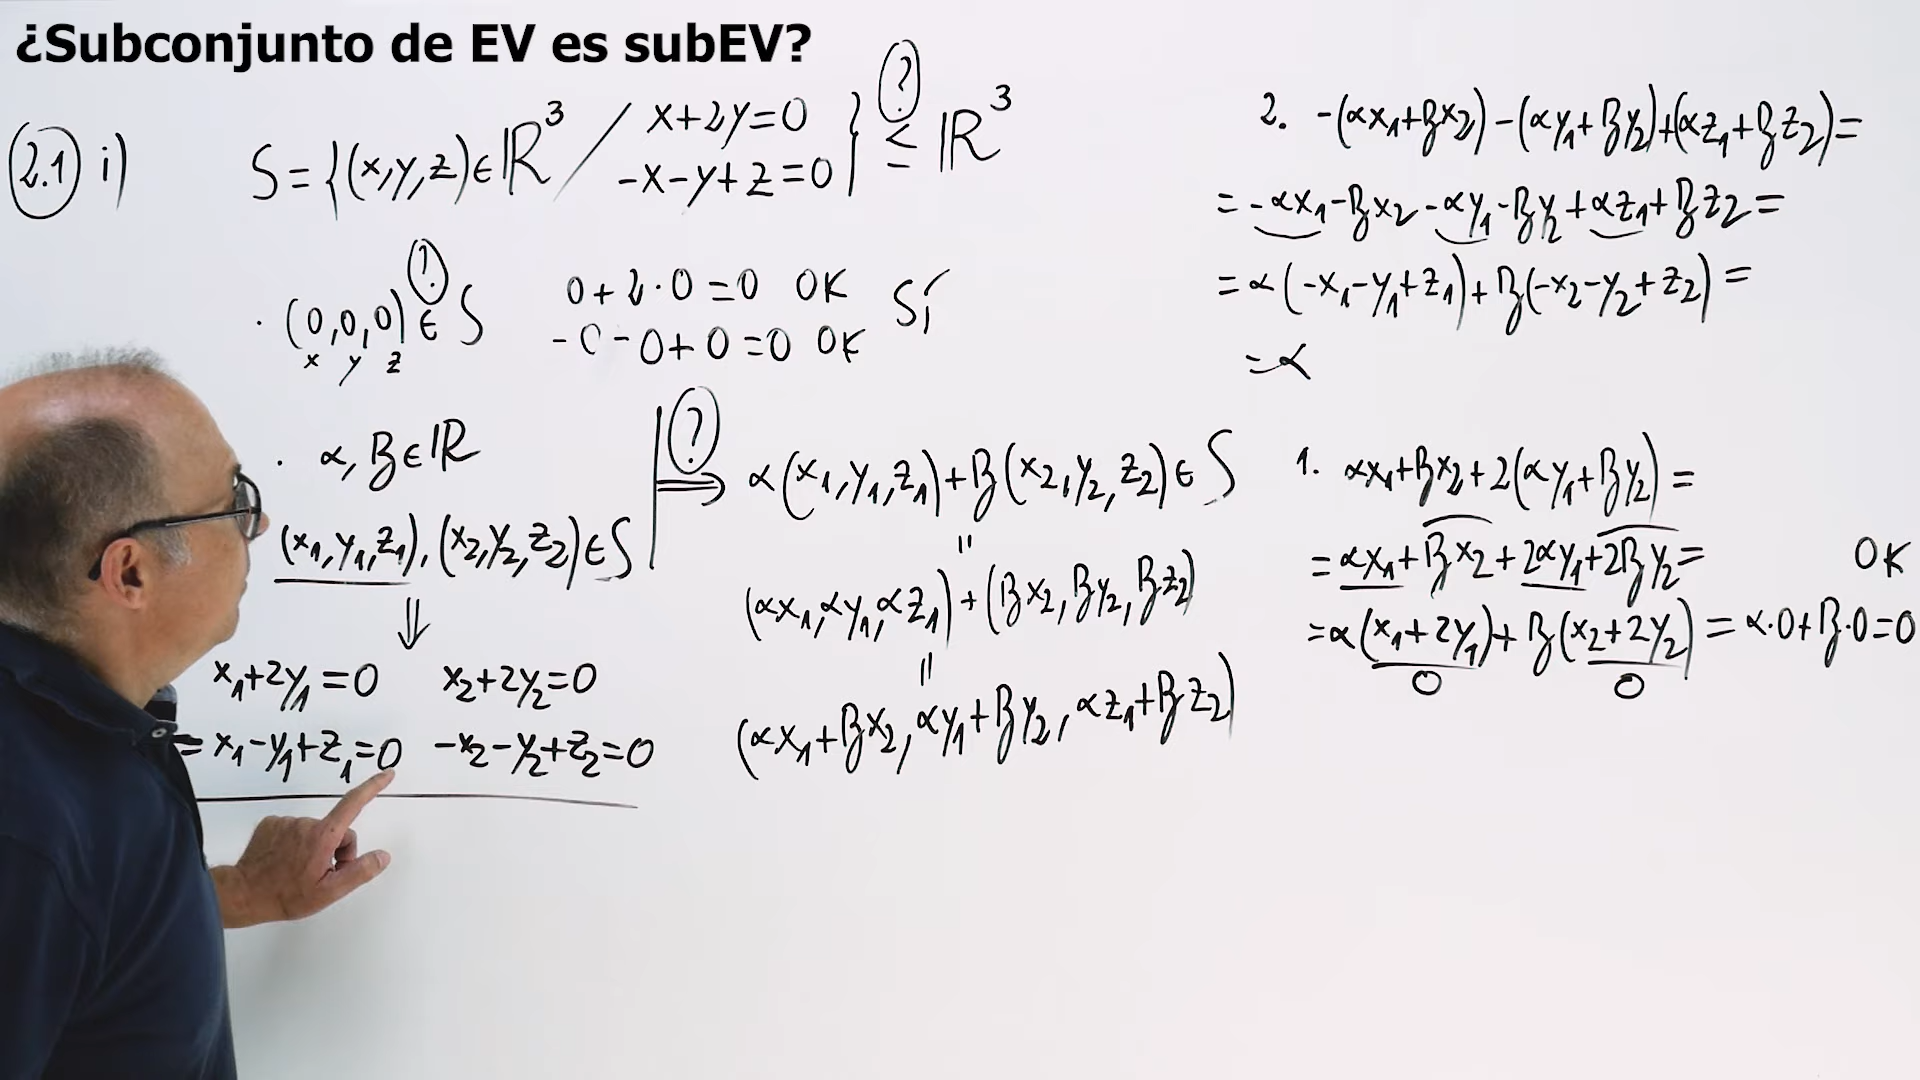 ¿Subconjunto de EV es subEV?
2.1 i) S = {(x,y,z) ∈ ℝ³ / x+2y=0
-x-y+z=0 } ≤ ℝ³
?
· (0,0,0) ∈ S
?
x y z
0+2·0=0 OK
-0-0+0=0 OK
Sí
· α, β ∈ ℝ
(x₁,y₁,z₁), (x₂,y₂,z₂) ∈ S
⇓
x₁+2y₁=0 x₂+2y₂=0
-x₁-y₁+z₁=0 -x₂-y₂+z₂=0
?
⇒ α(x₁,y₁,z₁)+β(x₂,y₂,z₂) ∈ S
=
(αx₁,αy₁,αz₁)+(βx₂,βy₂,βz₂)
=
(αx₁+βx₂, αy₁+βy₂, αz₁+βz₂)
2. -(αx₁+βx₂)-(αy₁+βy₂)+(αz₁+βz₂)=
= -αx₁-βx₂-αy₁-βy₂+αz₁+βz₂=
=α(-x₁-y₁+z₁)+β(-x₂-y₂+z₂)=
=α
1. αx₁+βx₂+2(αy₁+βy₂)=
=αx₁+βx₂+2αy₁+2βy₂= OK
=α(x₁+2y₁)+β(x₂+2y₂)=α·0+β·0=0
0 0